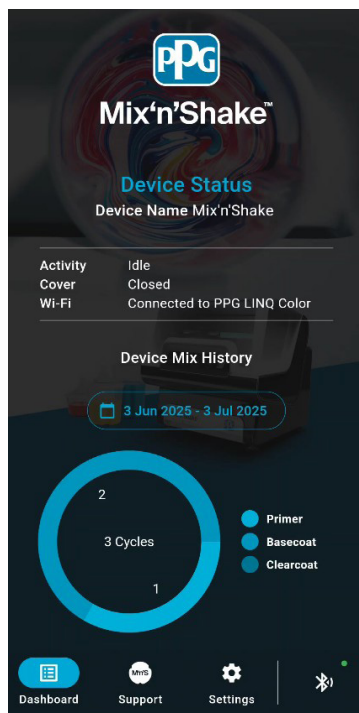 PPG
Mix'n'Shake™
Device Status
Device Name Mix'n'Shake
Activity Idle
Cover Closed
Wi-Fi Connected to PPG LINQ Color
Device Mix History
3 Jun 2025 - 3 Jul 2025
2
3 Cycles
1
Primer
Basecoat
Clearcoat
M'n'S
Dashboard Support Settings